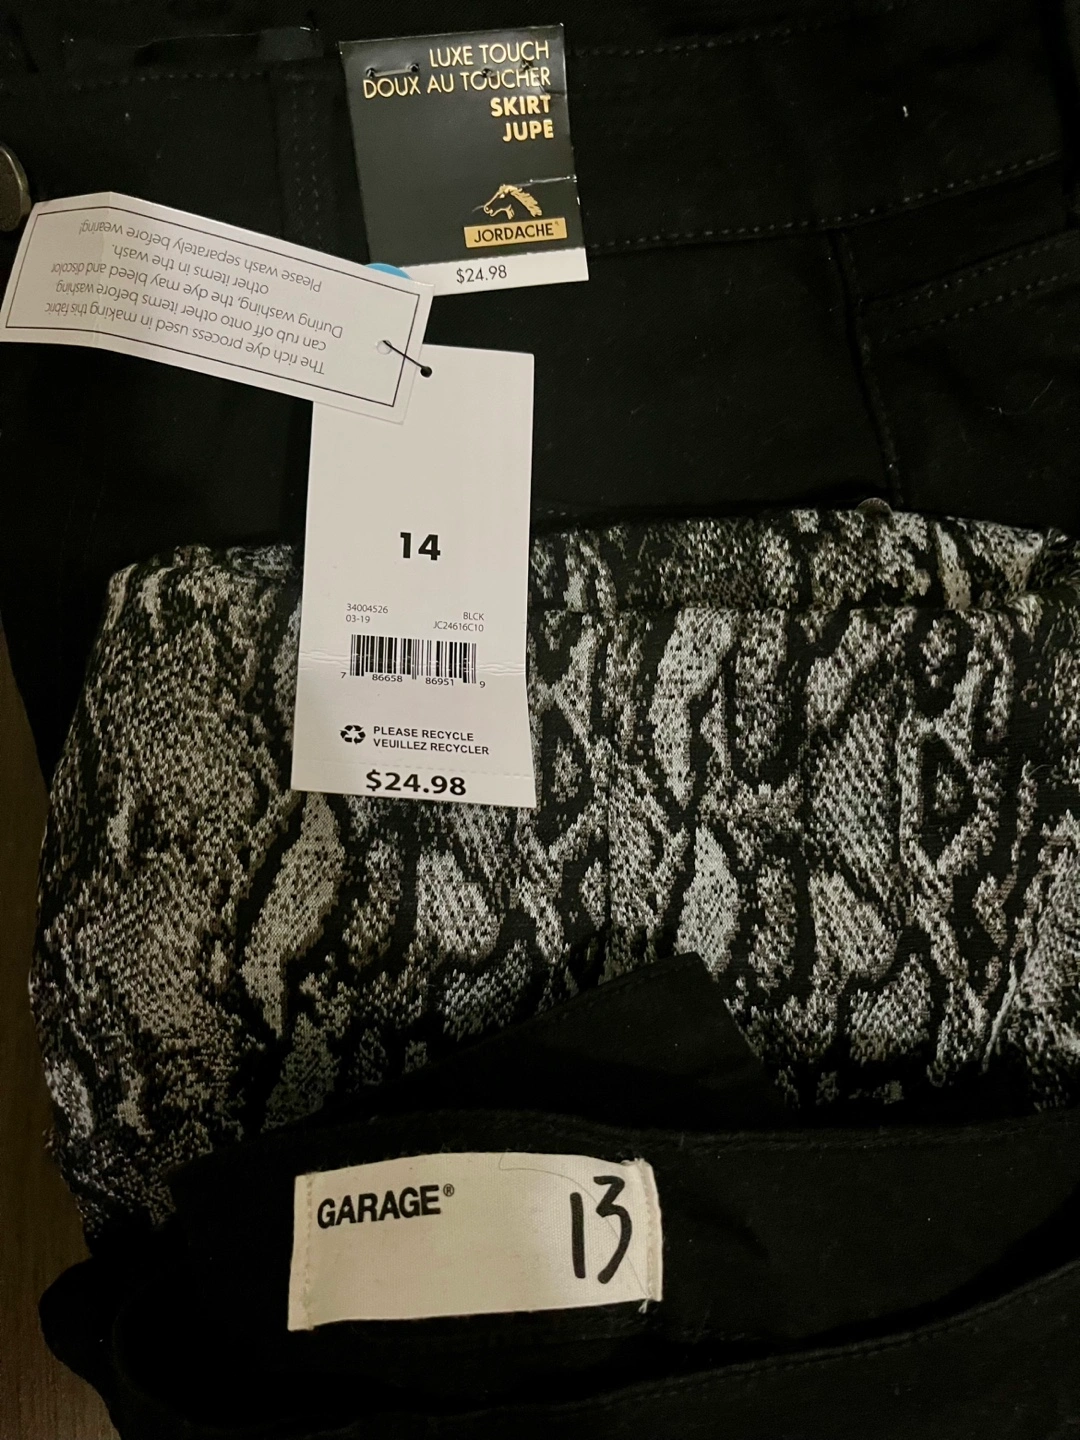 LUXE TOUCH
DOUX AU TOUCHER
SKIRT
JUPE
JORDACHE
$24.98
The rich dye process used in making this fabric
can rub off onto other items before washing.
During washing, the dye may bleed and discolor
other items in the wash.
Please wash separately before wearing!
14
34004526 BLCK
03-19 JC24616C10
7 86658 86951 9
PLEASE RECYCLE
VEUILLEZ RECYCLER
$24.98
GARAGE® 13